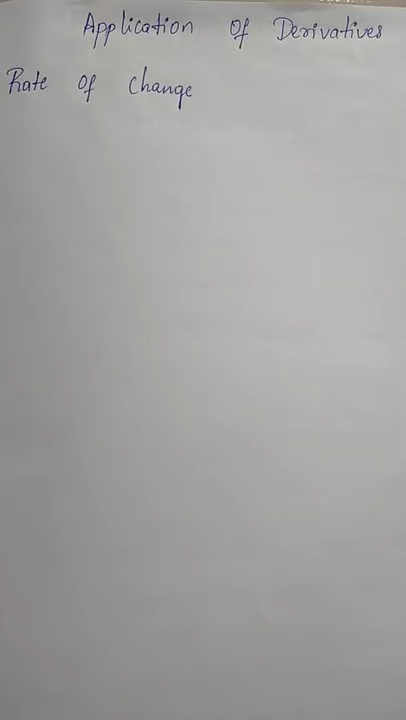 Application of Derivatives
Rate of change